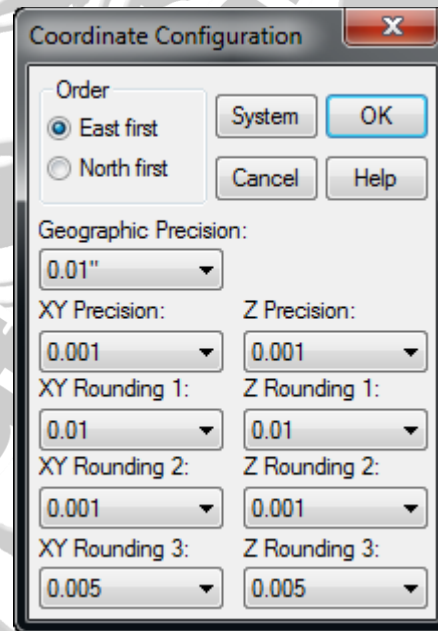 Coordinate Configuration
Order
East first
North first
System
OK
Cancel
Help
Geographic Precision:
0.01"
XY Precision:
Z Precision:
0.001
0.001
XY Rounding 1:
Z Rounding 1:
0.01
0.01
XY Rounding 2:
Z Rounding 2:
0.001
0.001
XY Rounding 3:
Z Rounding 3:
0.005
0.005